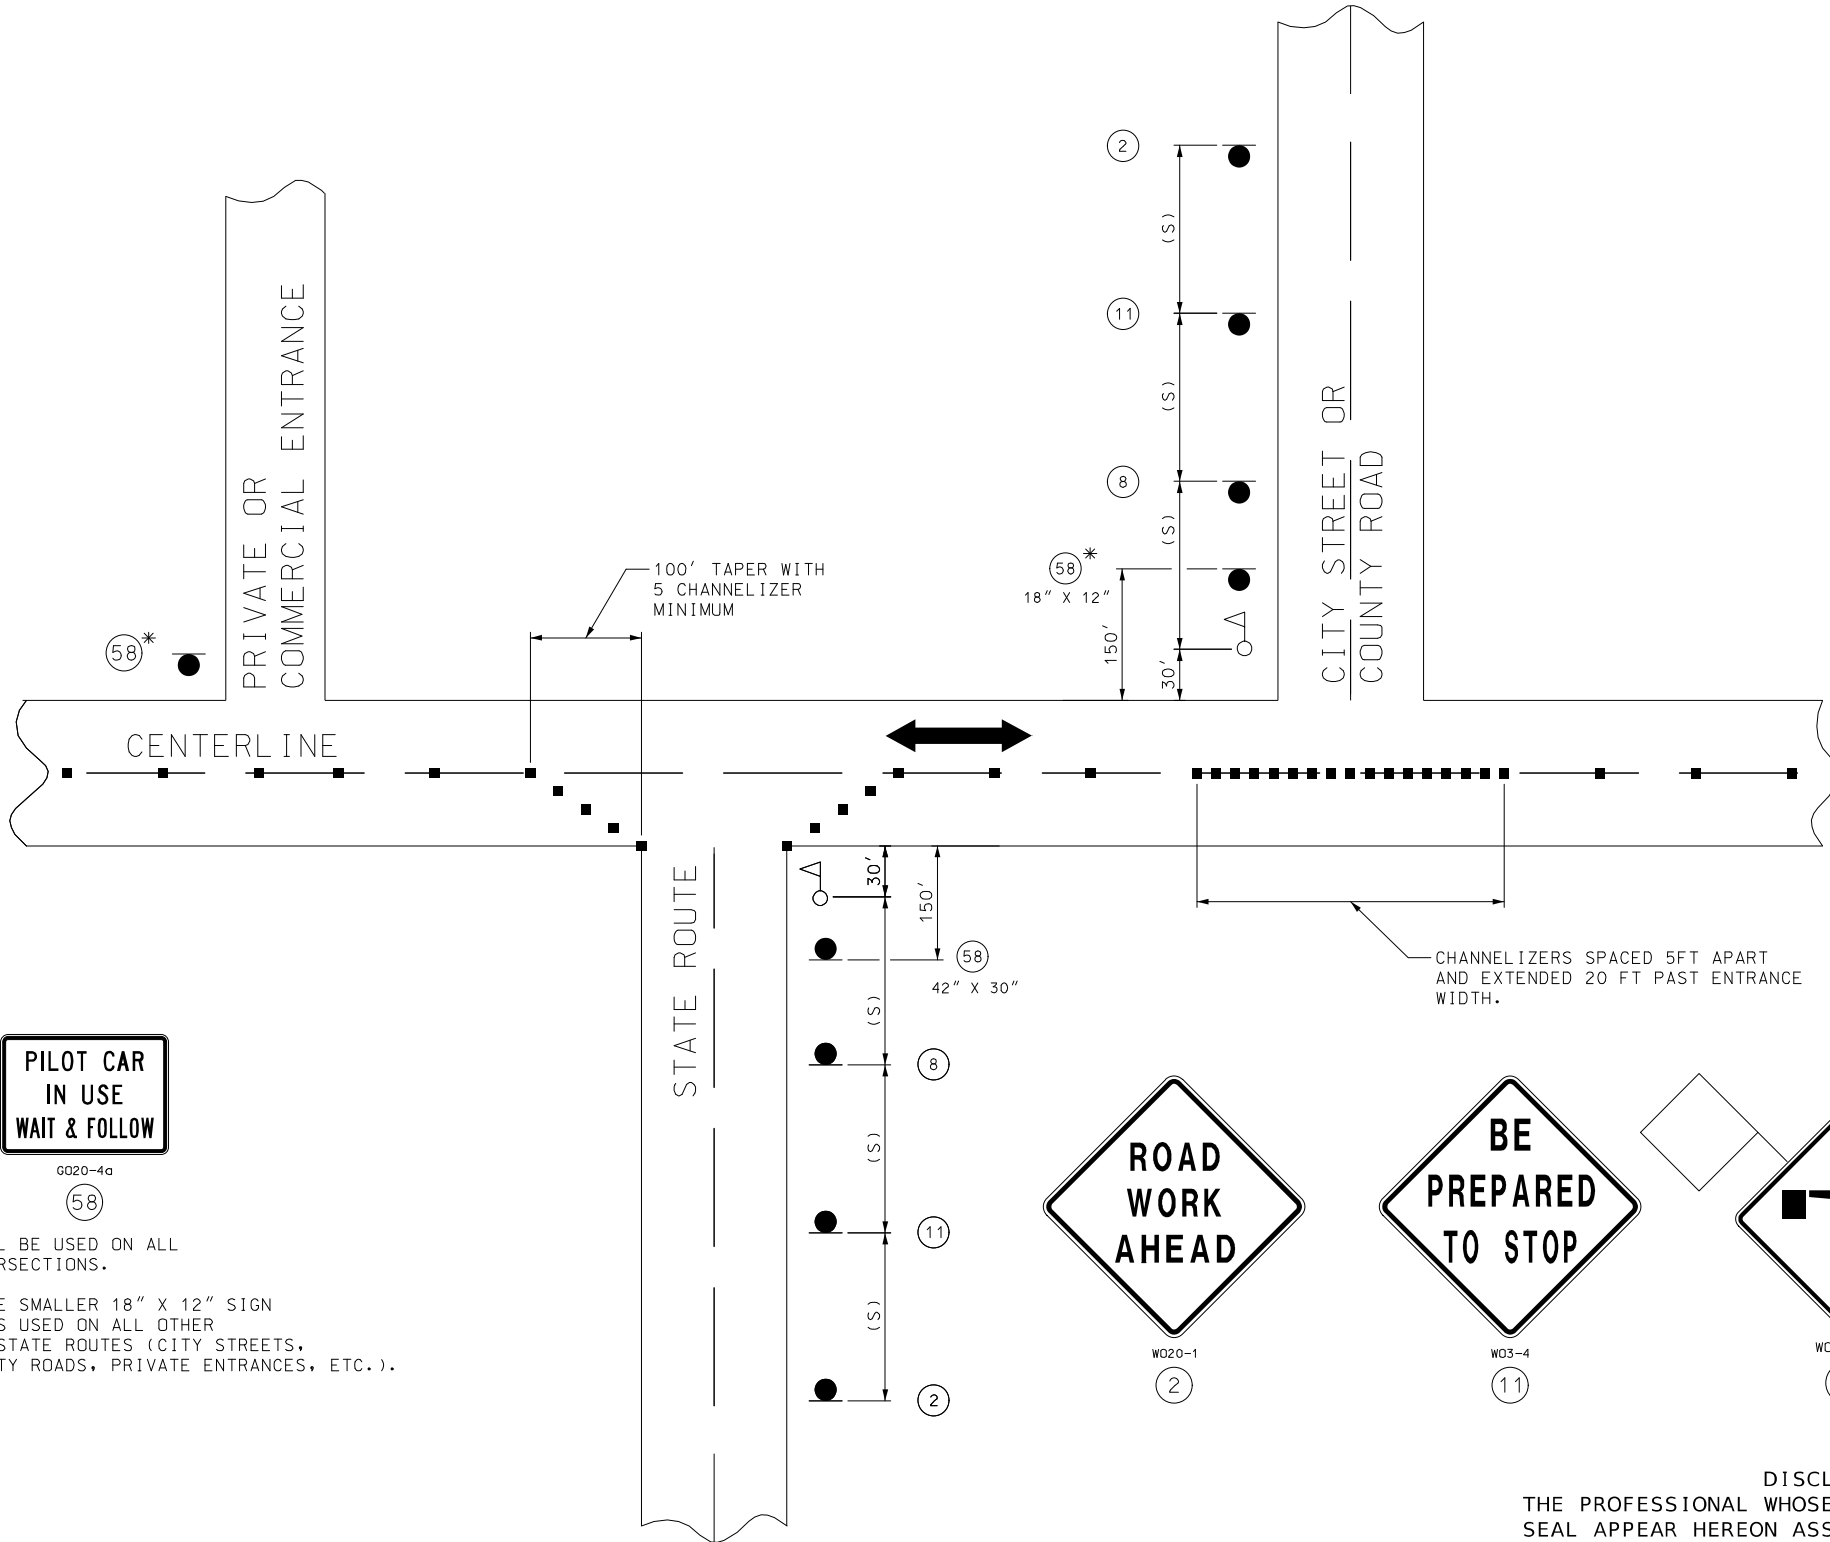 2
(S)
11
(S)
8
(S)
58*
18" X 12"
150'
30'
CITY STREET OR
COUNTY ROAD
PRIVATE OR
COMMERCIAL ENTRANCE
58*
100' TAPER WITH
5 CHANNELIZER
MINIMUM
CENTERLINE
STATE ROUTE
30'
150'
58
42" X 30"
(S)
8
(S)
11
(S)
2
CHANNELIZERS SPACED 5FT APART
AND EXTENDED 20 FT PAST ENTRANCE
WIDTH.
PILOT CAR
IN USE
WAIT & FOLLOW
GO20-4a
58
BE USED ON ALL
SMALLER 18" X 12" SIGN
USED ON ALL OTHER
STATE ROUTES (CITY STREETS,
ROADS, PRIVATE ENTRANCES, ETC.).
ROAD
WORK
AHEAD
WO20-1
2
BE
PREPARED
TO STOP
WO3-4
11
THE PROFESSIONAL WHOSE
SEAL APPEAR HEREON